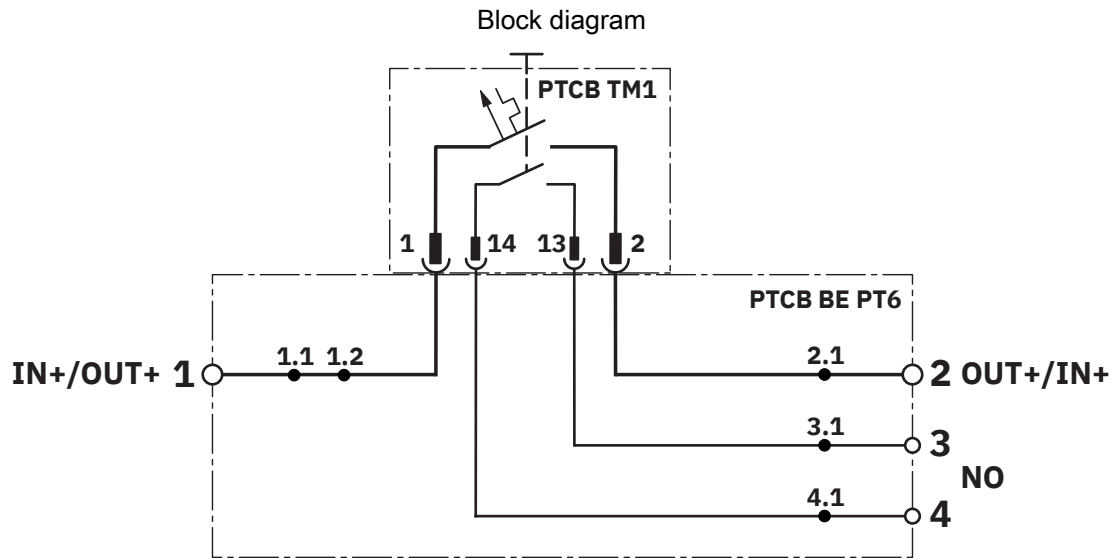 Block diagram
PTCB TM1
1 14 13 2
PTCB BE PT6
IN+/OUT+ 1 1.1 1.2 2.1 2 OUT+/IN+
3.1 3
NO
4.1 4